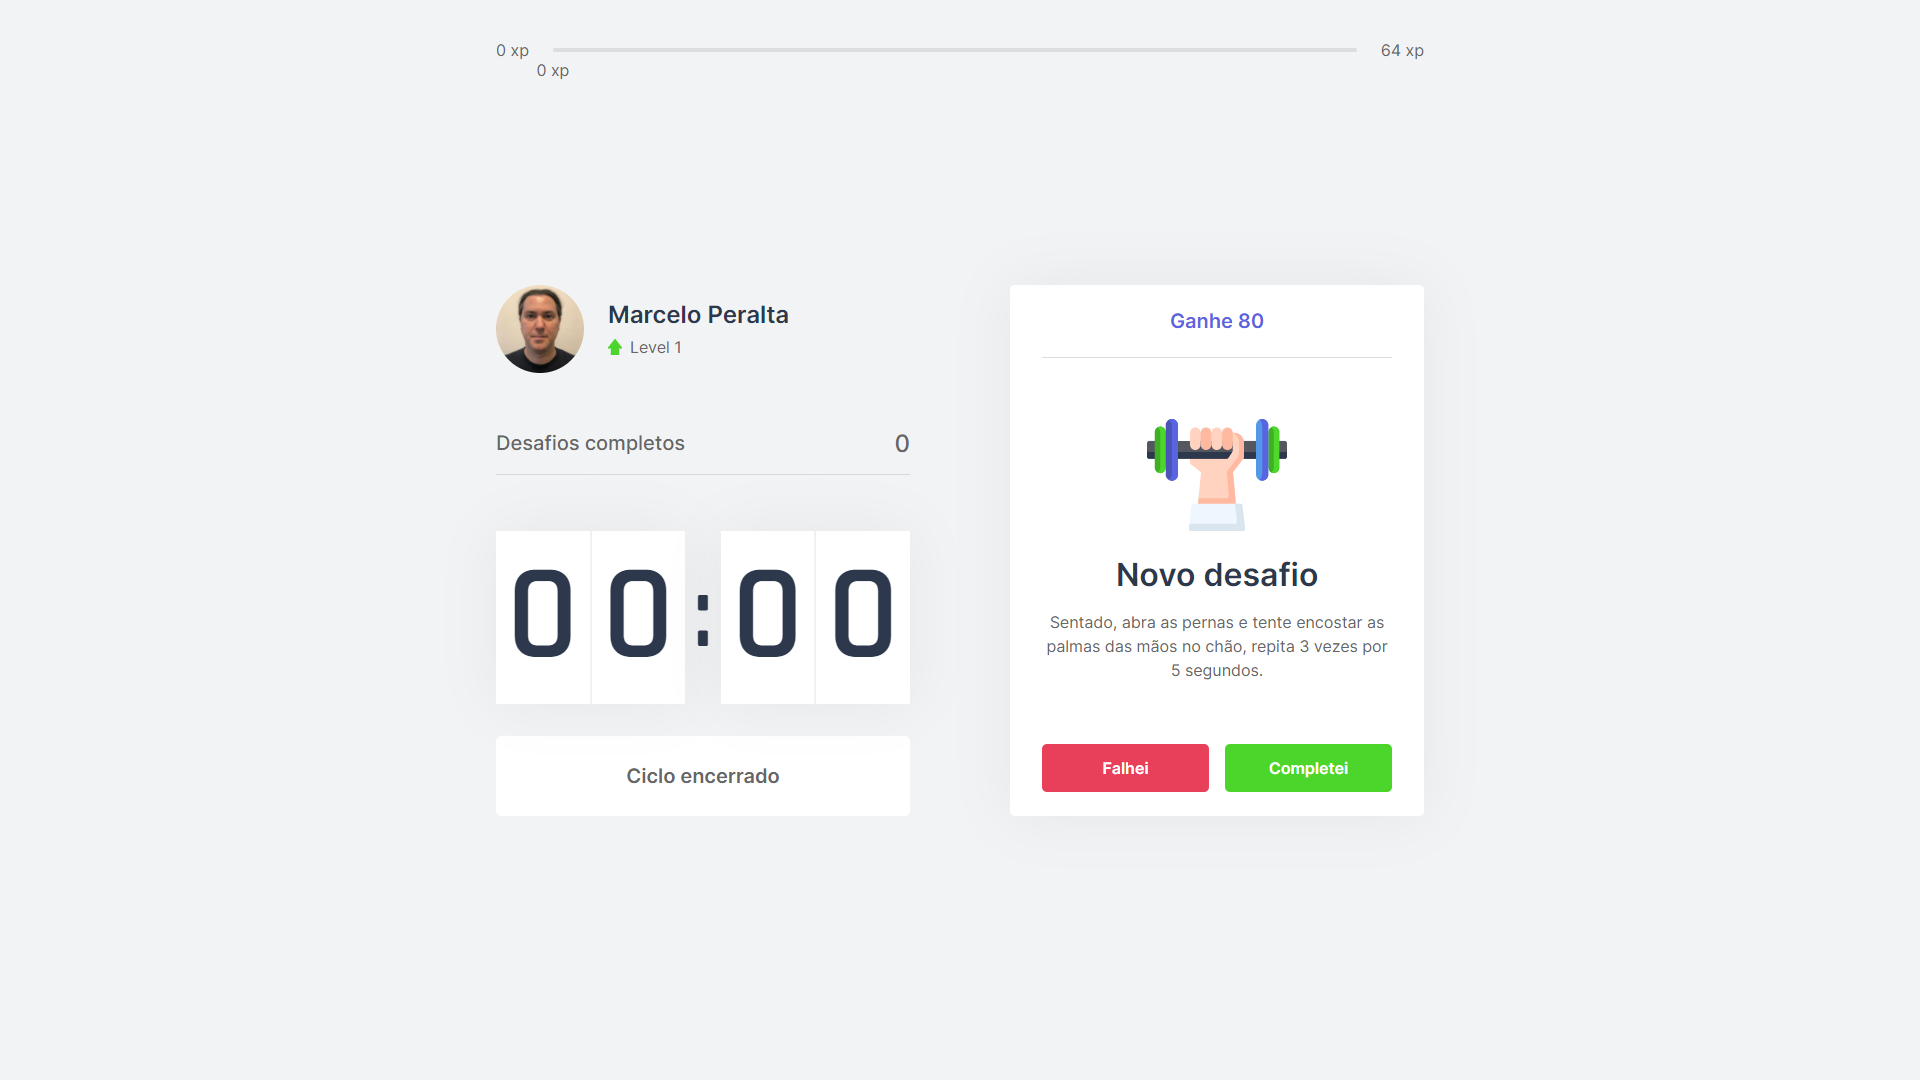 0 xp
64 xp
0 xp
Marcelo Peralta
Level 1
Desafios completos
0
00:00
Ciclo encerrado
Ganhe 80
Novo desafio
Sentado, abra as pernas e tente encostar as
palmas das mãos no chão, repita 3 vezes por
5 segundos.
Falhei
Completei